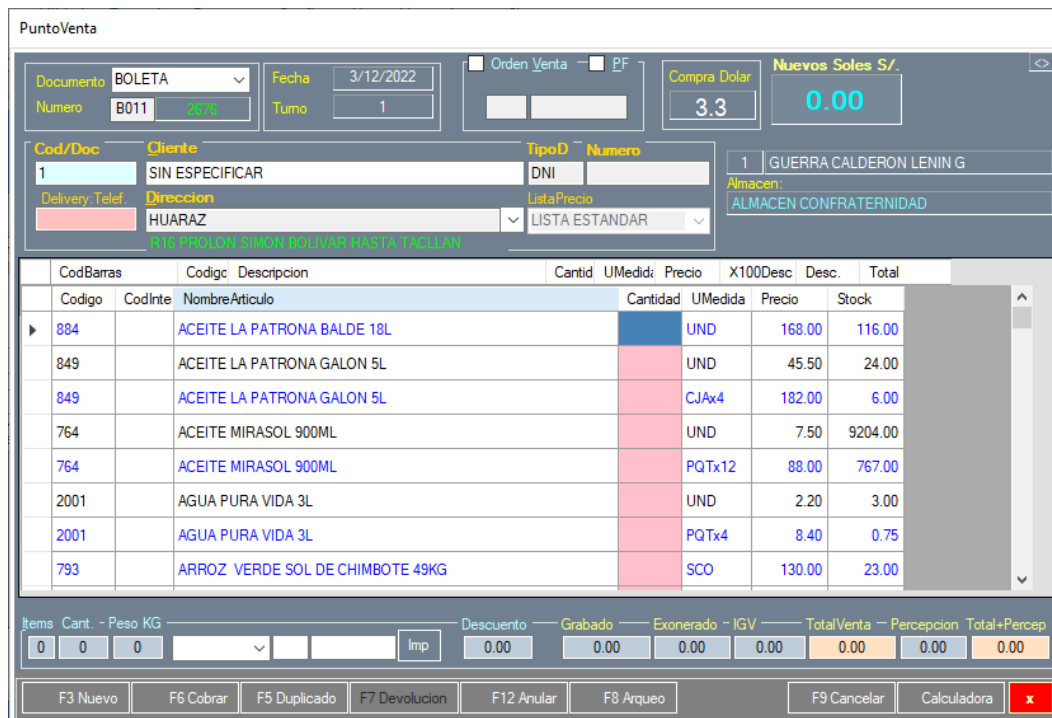 PuntoVenta
Documento BOLETA
Numero B011 2676
Fecha 3/12/2022
Turno 1
Orden Venta PF
Compra Dolar
3.3
Nuevos Soles S/.
0.00
<>
Cod/Doc Cliente TipoD Numero
1 SIN ESPECIFICAR DNI
Delivery:Telef. Direccion ListaPrecio
HUARAZ LISTA ESTANDAR
R16 PROLON SIMON BOLIVAR HASTA TACLLAN
1 GUERRA CALDERON LENIN G
Almacen:
ALMACEN CONFRATERNIDAD
CodBarras Codigc Descripcion Cantid UMedida Precio X100Desc Desc. Total
Codigo CodInte NombreArticulo Cantidad UMedida Precio Stock
884 ACEITE LA PATRONA BALDE 18L UND 168.00 116.00
849 ACEITE LA PATRONA GALON 5L UND 45.50 24.00
849 ACEITE LA PATRONA GALON 5L CJAx4 182.00 6.00
764 ACEITE MIRASOL 900ML UND 7.50 9204.00
764 ACEITE MIRASOL 900ML PQTx12 88.00 767.00
2001 AGUA PURA VIDA 3L UND 2.20 3.00
2001 AGUA PURA VIDA 3L PQTx4 8.40 0.75
793 ARROZ VERDE SOL DE CHIMBOTE 49KG SCO 130.00 23.00
Items Cant. - Peso KG Descuento Grabado Exonerado - IGV TotalVenta Percepcion Total+Percep
0 0 0 Imp 0.00 0.00 0.00 0.00 0.00 0.00 0.00
F3 Nuevo F6 Cobrar F5 Duplicado F7 Devolucion F12 Anular F8 Arqueo F9 Cancelar Calculadora x